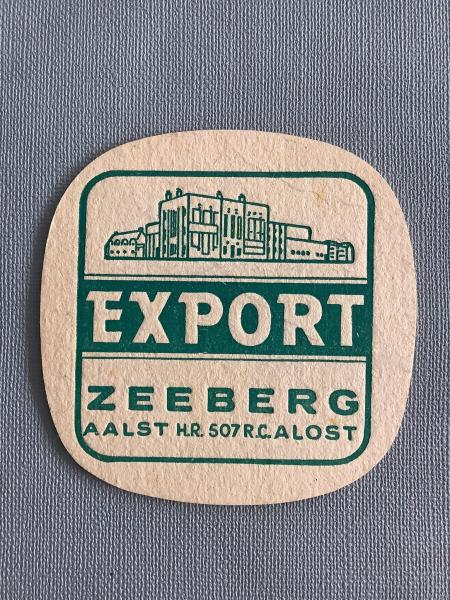 EXPORT
ZEEBERG
AALST H.R. 507 R.C. ALOST